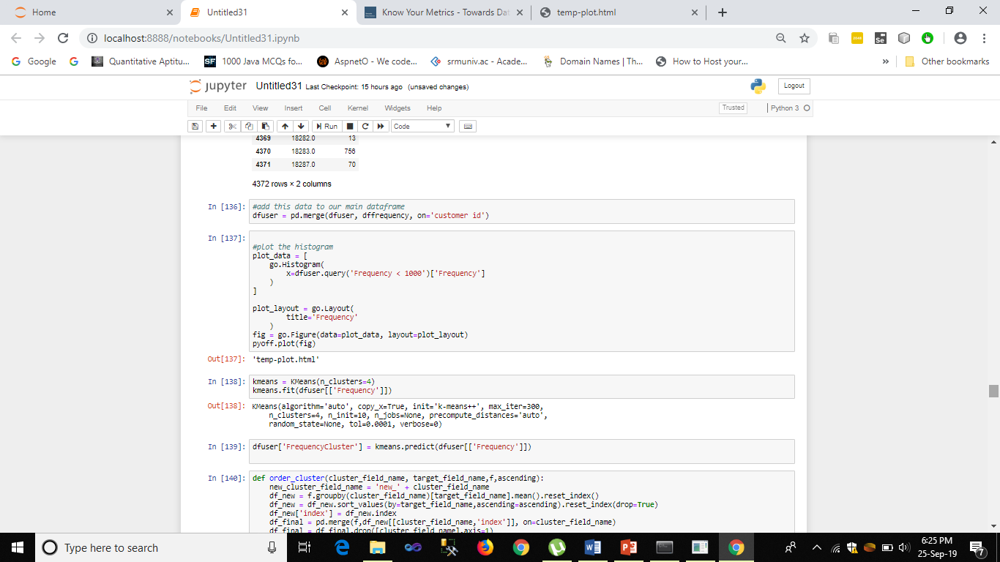 Home
Untitled31
Know Your Metrics - Towards Dat
temp-plot.html
localhost:8888/notebooks/Untitled31.ipynb
Google
Quantitative Aptitu...
1000 Java MCQs fo...
AspnetO - We code...
srmuniv.ac - Acade...
Domain Names | Th...
How to Host your...
»
Other bookmarks
jupyter Untitled31 Last Checkpoint: 15 hours ago (unsaved changes)
Logout
File Edit View Insert Cell Kernel Widgets Help
Trusted
Python 3
Run
Code
4369 18282.0 13
4370 18283.0 756
4371 18287.0 70
4372 rows × 2 columns
In [136]: #add this data to our main dataframe
dfuser = pd.merge(dfuser, dffrequency, on='customer id')
In [137]:
#plot the histogram
plot_data = [
go.Histogram(
x=dfuser.query('Frequency < 1000')['Frequency']
)
]
plot_layout = go.Layout(
title='Frequency'
)
fig = go.Figure(data=plot_data, layout=plot_layout)
pyoff.plot(fig)
Out[137]: 'temp-plot.html'
In [138]: kmeans = KMeans(n_clusters=4)
kmeans.fit(dfuser[['Frequency']])
Out[138]: KMeans(algorithm='auto', copy_x=True, init='k-means++', max_iter=300,
n_clusters=4, n_init=10, n_jobs=None, precompute_distances='auto',
random_state=None, tol=0.0001, verbose=0)
In [139]: dfuser['FrequencyCluster'] = kmeans.predict(dfuser[['Frequency']])
In [140]: def order_cluster(cluster_field_name, target_field_name,f,ascending):
new_cluster_field_name = 'new_' + cluster_field_name
df_new = f.groupby(cluster_field_name)[target_field_name].mean().reset_index()
df_new = df_new.sort_values(by=target_field_name,ascending=ascending).reset_index(drop=True)
df_new['index'] = df_new.index
df_final = pd.merge(f,df_new[[cluster_field_name,'index']], on=cluster_field_name)
df_final = df_final.drop([cluster_field_name],axis=1)
Type here to search
6:25 PM
25-Sep-19
7